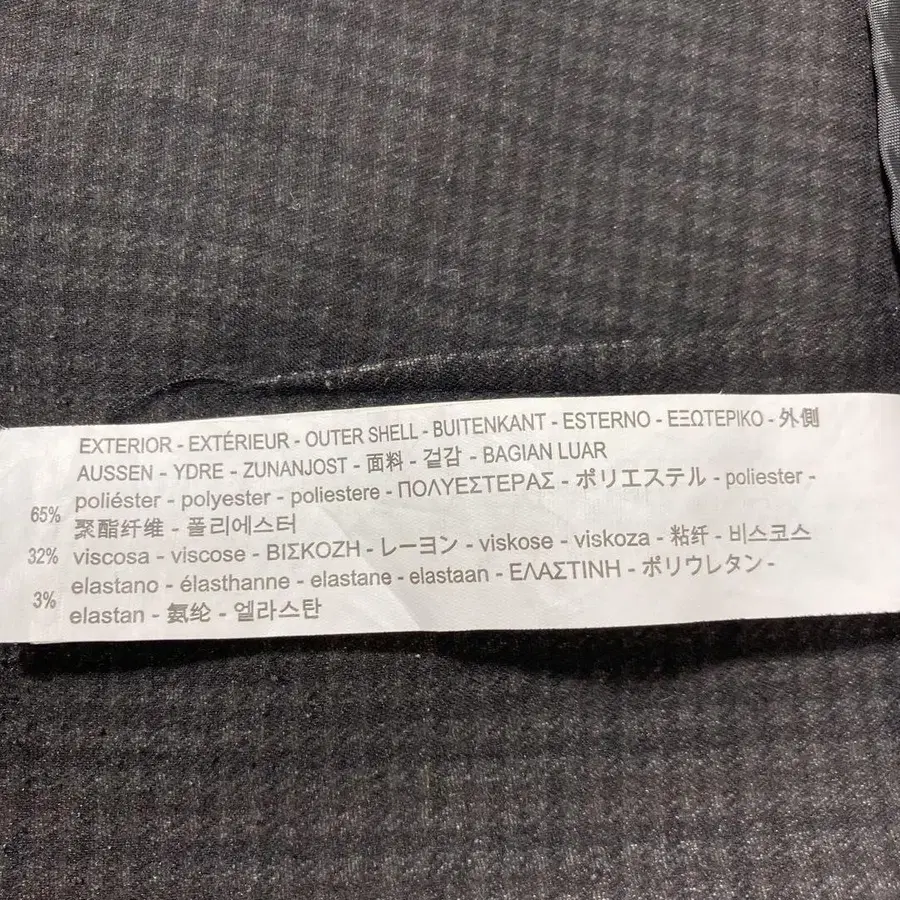 EXTERIOR - EXTÉRIEUR - OUTER SHELL - BUITENKANT - ESTERNO - ΕΞΩΤΕΡΙΚΟ - 外側
AUSSEN - YDRE - ZUNANJOST - 面料 - 겉감 - BAGIAN LUAR
65% poliéster - polyester - poliestere - ΠΟΛΥΕΣΤΕΡΑΣ - ポリエステル - poliester -
聚酯纤维 - 폴리에스터
32% viscosa - viscose - ΒΙΣΚΟΖΗ - レーヨン - viskose - viskoza - 粘纤 - 비스코스
3% elastano - élasthanne - elastane - elastaan - ΕΛΑΣΤΙΝΗ - ポリウレタン -
elastan - 氨纶 - 엘라스탄